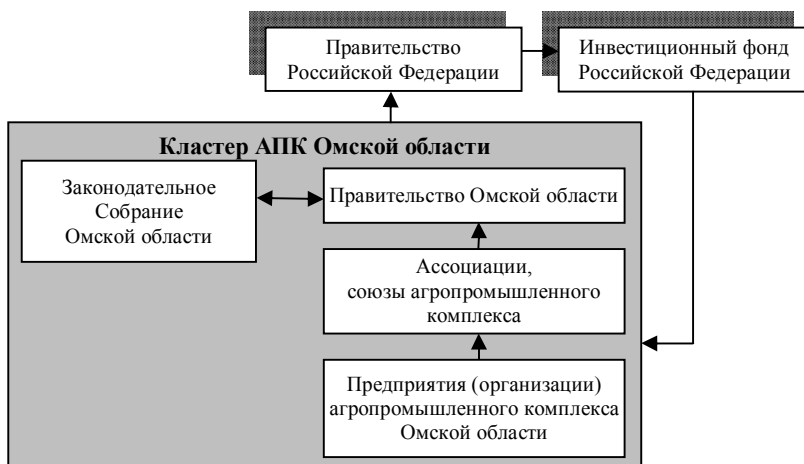 Правительство
Российской Федерации
Инвестиционный фонд
Российской Федерации
Кластер АПК Омской области
Законодательное
Собрание
Омской области
Правительство Омской области
Ассоциации,
союзы агропромышленного
комплекса
Предприятия (организации)
агропромышленного комплекса
Омской области